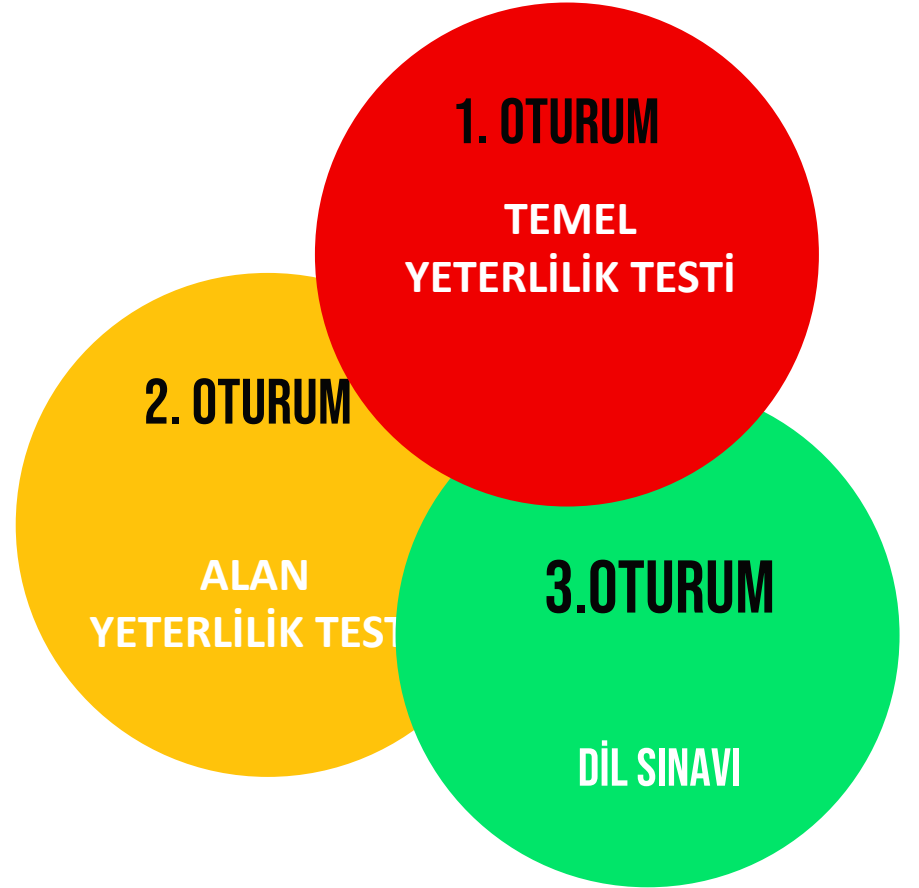 1. OTURUM
TEMEL
YETERLİLİK TESTİ
2. OTURUM
ALAN
YETERLİLİK TEST
3.OTURUM
DİL SINAVI